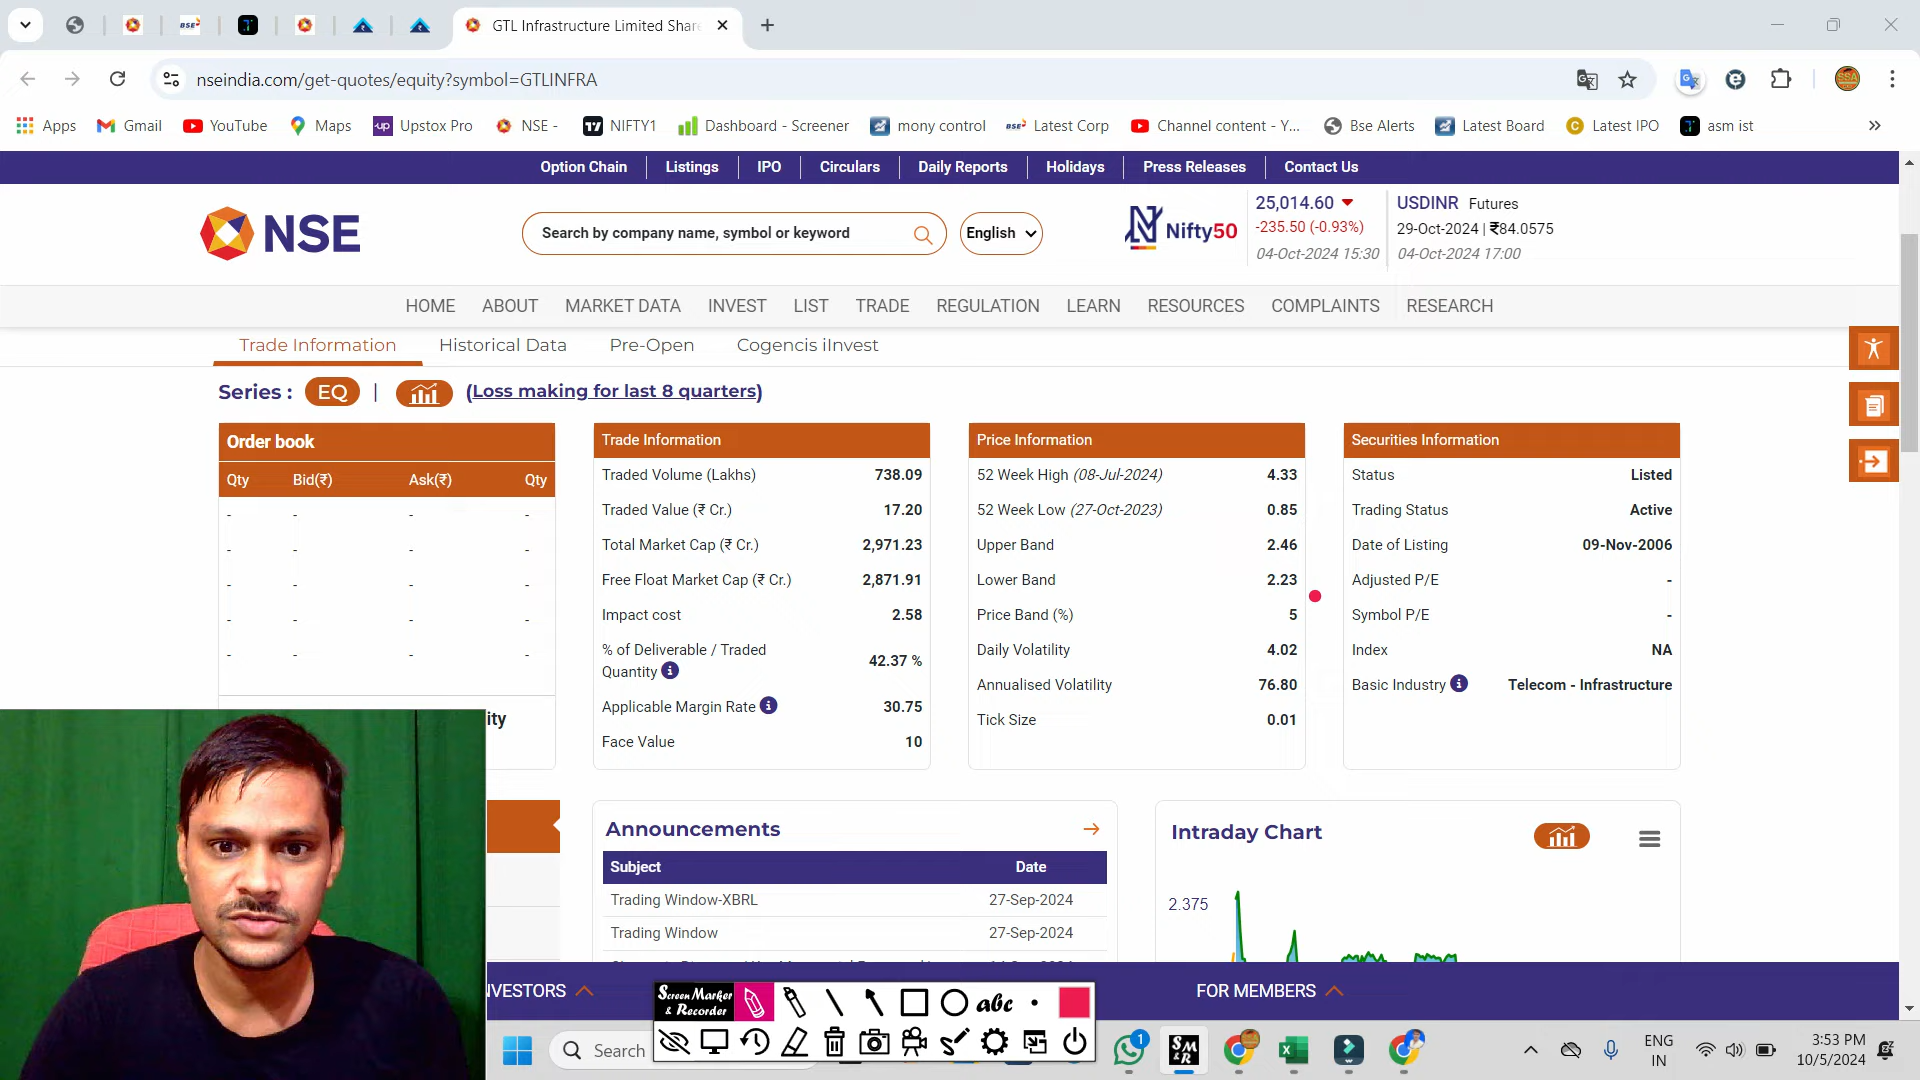 GTL Infrastructure Limited Share
nseindia.com/get-quotes/equity?symbol=GTLINFRA
Apps Gmail YouTube Maps Upstox Pro NSE - NIFTY1 Dashboard - Screener mony control Latest Corp Channel content - Y... Bse Alerts Latest Board Latest IPO asm ist
Option Chain Listings IPO Circulars Daily Reports Holidays Press Releases Contact Us
NSE
Search by company name, symbol or keyword
English
Nifty50
25,014.60
-235.50 (-0.93%)
04-Oct-2024 15:30
USDINR Futures
29-Oct-2024 | ₹84.0575
04-Oct-2024 17:00
HOME ABOUT MARKET DATA INVEST LIST TRADE REGULATION LEARN RESOURCES COMPLAINTS RESEARCH
Trade Information Historical Data Pre-Open Cogencis iInvest
Series : EQ | (Loss making for last 8 quarters)
Order book
Qty Bid(₹) Ask(₹) Qty
- - - -
- - - -
- - - -
- - - -
- - - -
ity
Trade Information
Traded Volume (Lakhs) 738.09
Traded Value (₹ Cr.) 17.20
Total Market Cap (₹ Cr.) 2,971.23
Free Float Market Cap (₹ Cr.) 2,871.91
Impact cost 2.58
% of Deliverable / Traded
Quantity 42.37 %
Applicable Margin Rate 30.75
Face Value 10
Price Information
52 Week High (08-Jul-2024) 4.33
52 Week Low (27-Oct-2023) 0.85
Upper Band 2.46
Lower Band 2.23
Price Band (%) 5
Daily Volatility 4.02
Annualised Volatility 76.80
Tick Size 0.01
Securities Information
Status Listed
Trading Status Active
Date of Listing 09-Nov-2006
Adjusted P/E -
Symbol P/E -
Index NA
Basic Industry Telecom - Infrastructure
Announcements
Subject Date
Trading Window-XBRL 27-Sep-2024
Trading Window 27-Sep-2024
Intraday Chart
2.375
NVESTORS
FOR MEMBERS
Screen Marker
& Recorder
abc
Search
1
SM
&R
ENG
IN
3:53 PM
10/5/2024